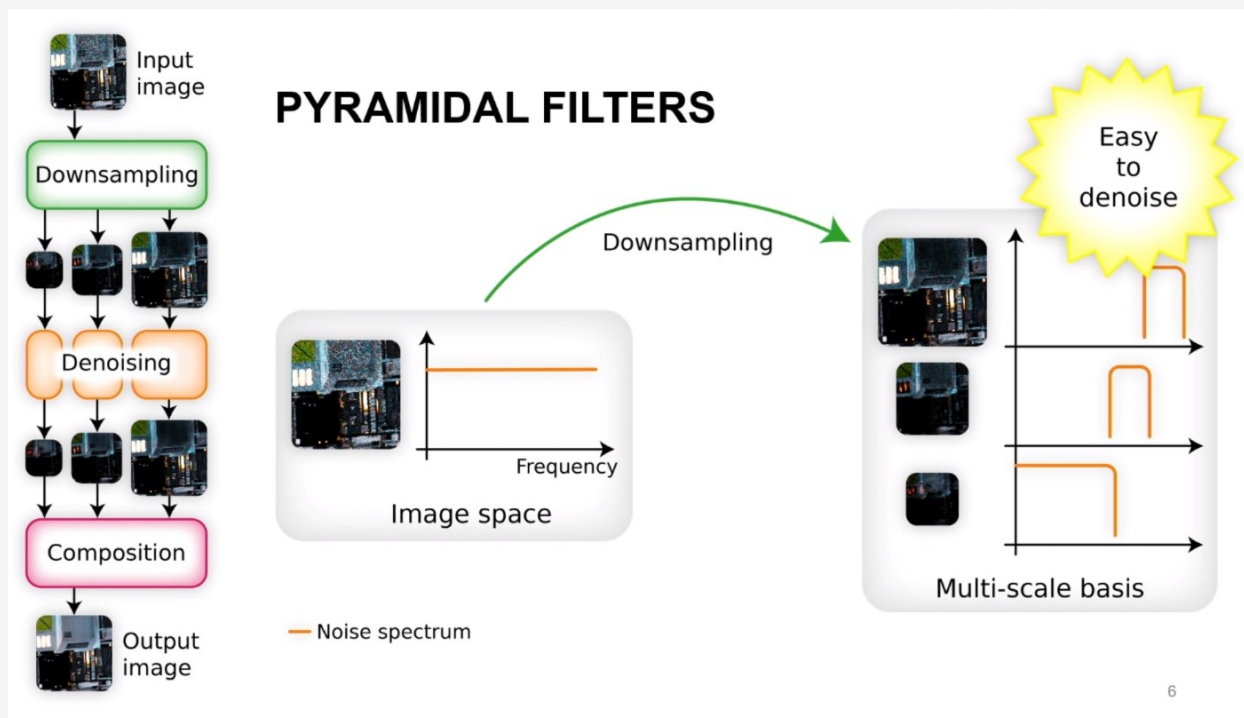 Input
image
PYRAMIDAL FILTERS
Easy
to
denoise
Downsampling
Downsampling
Denoising
Frequency
Image space
Composition
Multi-scale basis
Noise spectrum
Output
image
6